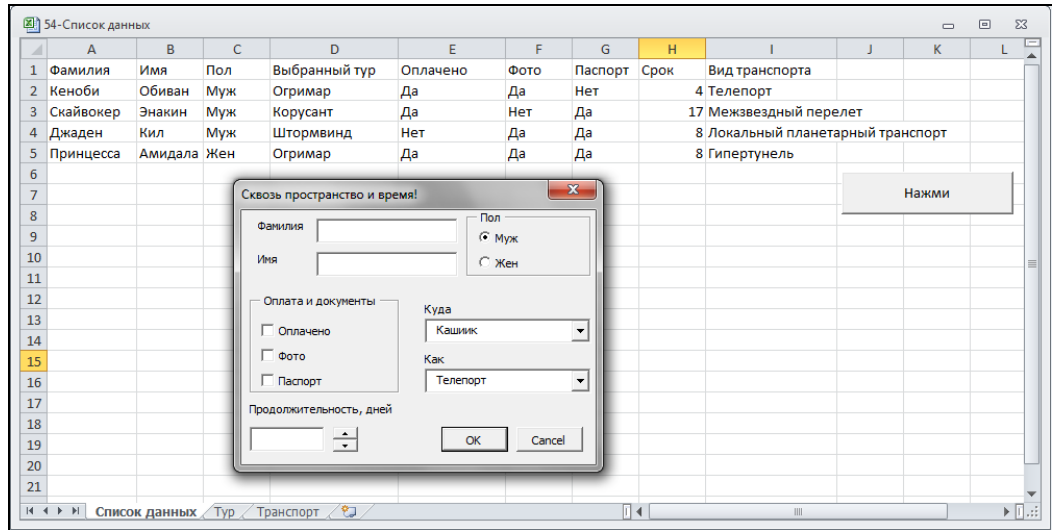 54-Список данных
A B C D E F G H I J K L
1 Фамилия Имя Пол Выбранный тур Оплачено Фото Паспорт Срок Вид транспорта
2 Кеноби Обиван Муж Огримар Да Да Нет 4 Телепорт
3 Скайвокер Энакин Муж Корусант Да Нет Да 17 Межзвездный перелет
4 Джаден Кил Муж Штормвинд Нет Да Да 8 Локальный планетарный транспорт
5 Принцесса Амидала Жен Огримар Да Да Да 8 Гипертунель
6
7
8
9
10
11
12
13
14
15
16
17
18
19
20
21
Нажми
Сквозь пространство и время!
Фамилия
Имя
Пол
Муж
Жен
Оплата и документы
Оплачено
Фото
Паспорт
Куда
Кашиик
Как
Телепорт
Продолжительность, дней
OK Cancel
Список данных Тур Транспорт